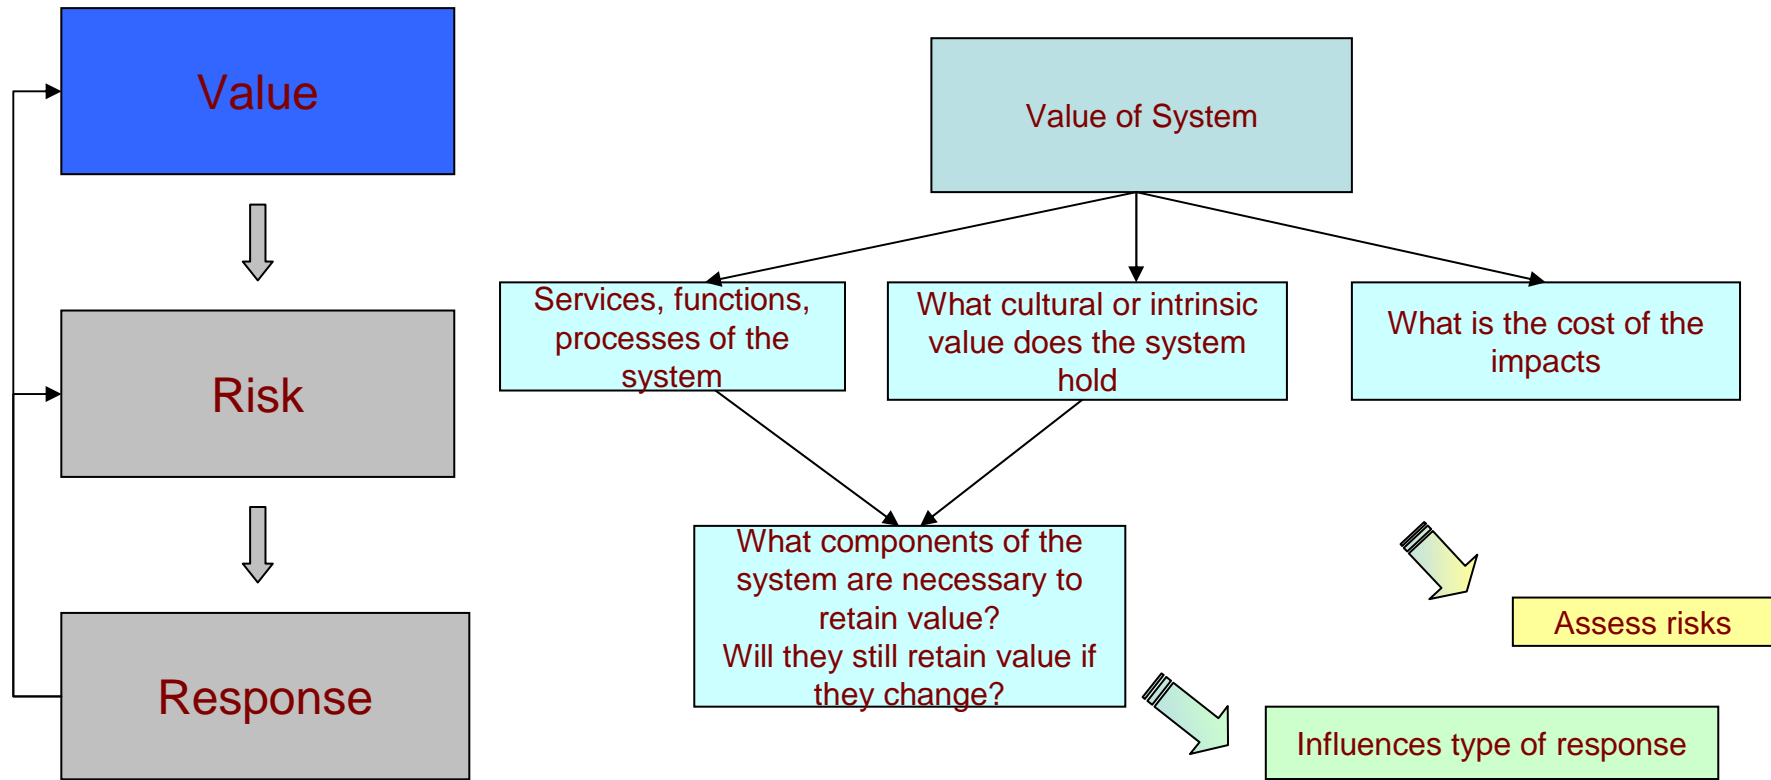 Value
Risk
Response
Value of System
Services, functions,
processes of the
system
What cultural or intrinsic
value does the system
hold
What is the cost of the
impacts
What components of the
system are necessary to
retain value?
Will they still retain value if
they change?
Assess risks
Influences type of response